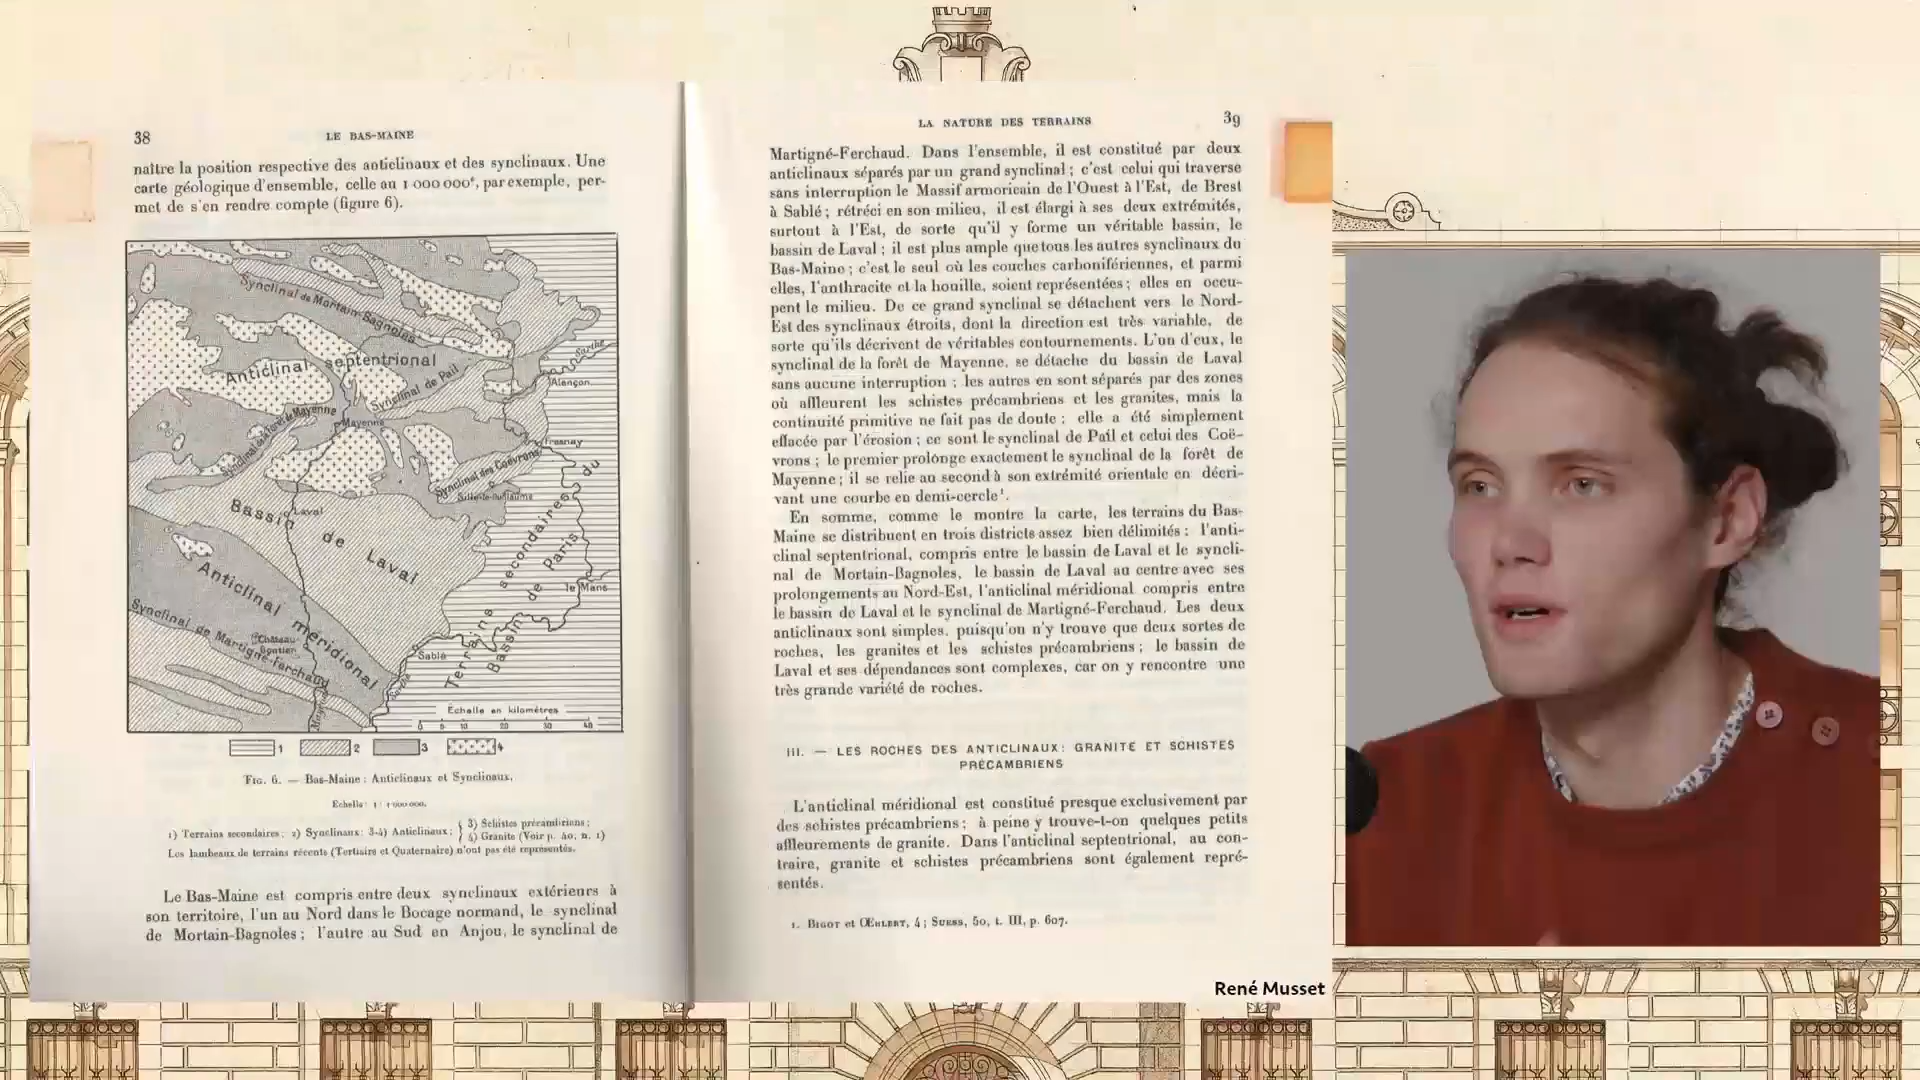 38
LE BAS-MAINE
naître la position respective des anticlinaux et des synclinaux. Une
carte géologique d'ensemble, celle au 1 000 000ᵉ, par exemple, per-
met de s'en rendre compte (figure 6).
Synclinal de Mortain-Bagnoles
Anticlinal septentrional
Synclinal de Pail
Sarthe
Alençon
Synclinal de la forêt de Mayenne
Mayenne
Fresnay
Synclinal des Coëvrons
Sillé-le-Guillaume
Bassin de Laval
Laval
Terrains secondaires du
Bassin de Paris
le Mans
Anticlinal méridional
Synclinal de Martigné-Ferchaud
Château-
Gontier
Sablé
Sarthe
Échelle en kilomètres
0 5 10 20 30 40
1 2 3 4
FIG. 6. — Bas-Maine : Anticlinaux et Synclinaux.
Échelle : 1 : 1 000 000.
1) Terrains secondaires; 2) Synclinaux; 3-4) Anticlinaux; { 3) Schistes précambriens;
4) Granite (Voir p. 40, n. 1)
Les lambeaux de terrains récents (Tertiaire et Quaternaire) n'ont pas été représentés.
Le Bas-Maine est compris entre deux synclinaux extérieurs à
son territoire, l'un au Nord dans le Bocage normand, le synclinal
de Mortain-Bagnoles; l'autre au Sud en Anjou, le synclinal de
LA NATURE DES TERRAINS
39
Martigné-Ferchaud. Dans l'ensemble, il est constitué par deux
anticlinaux séparés par un grand synclinal; c'est celui qui traverse
sans interruption le Massif armoricain de l'Ouest à l'Est, de Brest
à Sablé; rétréci en son milieu, il est élargi à ses deux extrémités,
surtout à l'Est, de sorte qu'il y forme un véritable bassin, le
bassin de Laval; il est plus ample que tous les autres synclinaux du
Bas-Maine; c'est le seul où les couches carbonifériennes, et parmi
elles, l'anthracite et la houille, soient représentées; elles en occu-
pent le milieu. De ce grand synclinal se détachent vers le Nord-
Est des synclinaux étroits, dont la direction est très variable, de
sorte qu'ils décrivent de véritables contournements. L'un d'eux, le
synclinal de la forêt de Mayenne, se détache du bassin de Laval
sans aucune interruption; les autres en sont séparés par des zones
où affleurent les schistes précambriens et les granites, mais la
continuité primitive ne fait pas de doute; elle a été simplement
effacée par l'érosion; ce sont le synclinal de Pail et celui des Coë-
vrons; le premier prolonge exactement le synclinal de la forêt de
Mayenne; il se relie au second à son extrémité orientale en décri-
vant une courbe en demi-cercle¹.
En somme, comme le montre la carte, les terrains du Bas-
Maine se distribuent en trois districts assez bien délimités : l'anti-
clinal septentrional, compris entre le bassin de Laval et le syncli-
nal de Mortain-Bagnoles, le bassin de Laval au centre avec ses
prolongements au Nord-Est, l'anticlinal méridional compris entre
le bassin de Laval et le synclinal de Martigné-Ferchaud. Les deux
anticlinaux sont simples, puisqu'on n'y trouve que deux sortes de
roches, les granites et les schistes précambriens; le bassin de
Laval et ses dépendances sont complexes, car on y rencontre une
très grande variété de roches.
III. — LES ROCHES DES ANTICLINAUX : GRANITE ET SCHISTES
PRÉCAMBRIENS
L'anticlinal méridional est constitué presque exclusivement par
des schistes précambriens; à peine y trouve-t-on quelques petits
affleurements de granite. Dans l'anticlinal septentrional, au con-
traire, granite et schistes précambriens sont également repré-
sentés.
1. BIGOT et ŒHLERT, 4; SUESS, 50, t. III, p. 607.
René Musset